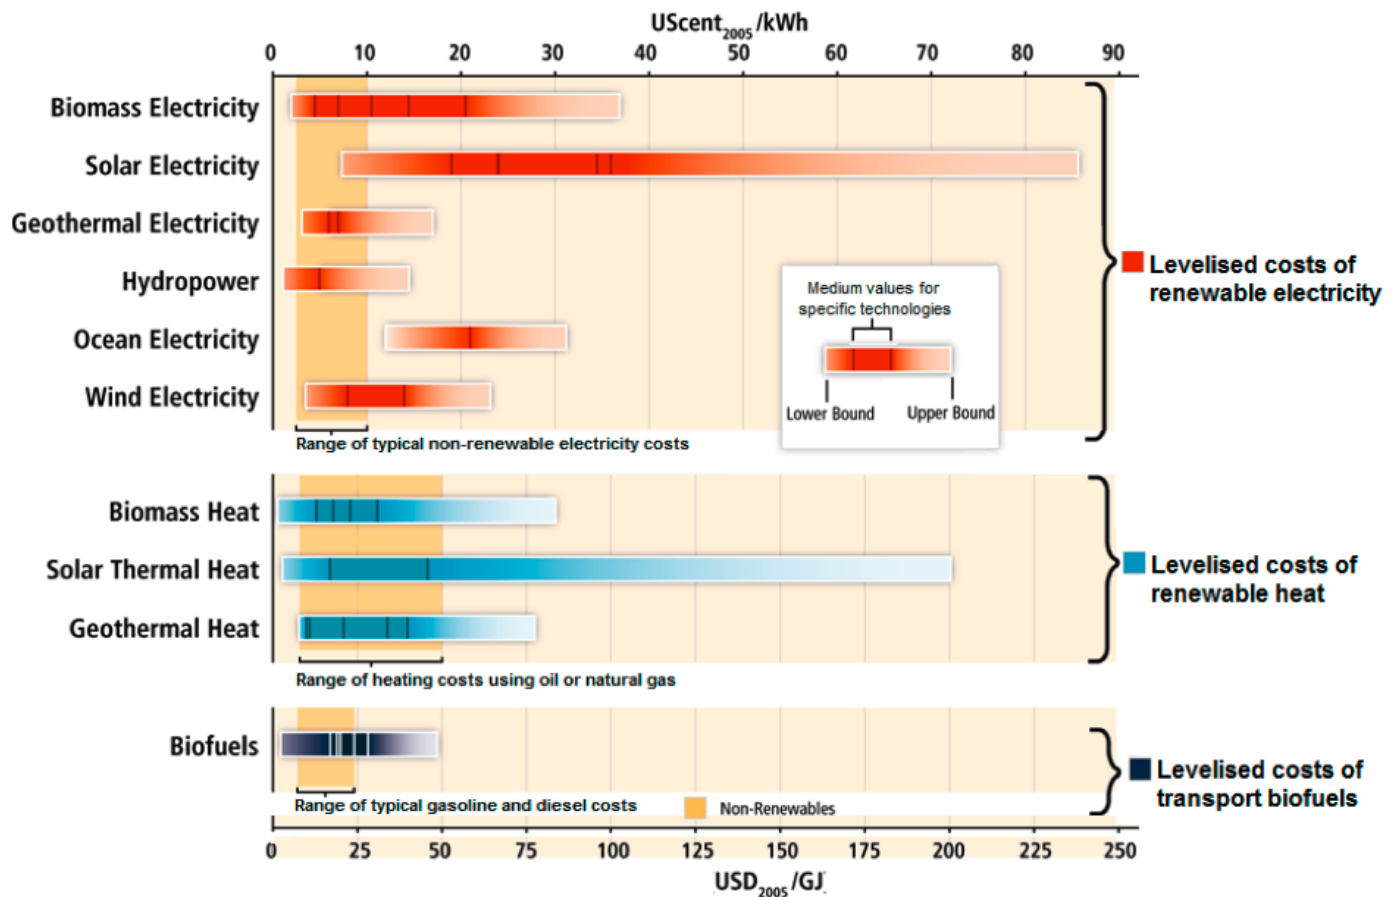 UScent2005/kWh
0 10 20 30 40 50 60 70 80 90
Biomass Electricity
Solar Electricity
Geothermal Electricity
Hydropower
Ocean Electricity
Wind Electricity
Medium values for
specific technologies
Lower Bound Upper Bound
Levelised costs of
renewable electricity
Range of typical non-renewable electricity costs
Biomass Heat
Solar Thermal Heat
Geothermal Heat
Levelised costs of
renewable heat
Range of heating costs using oil or natural gas
Biofuels
Levelised costs of
transport biofuels
Range of typical gasoline and diesel costs
Non-Renewables
0 25 50 75 100 125 150 175 200 225 250
USD2005/GJ